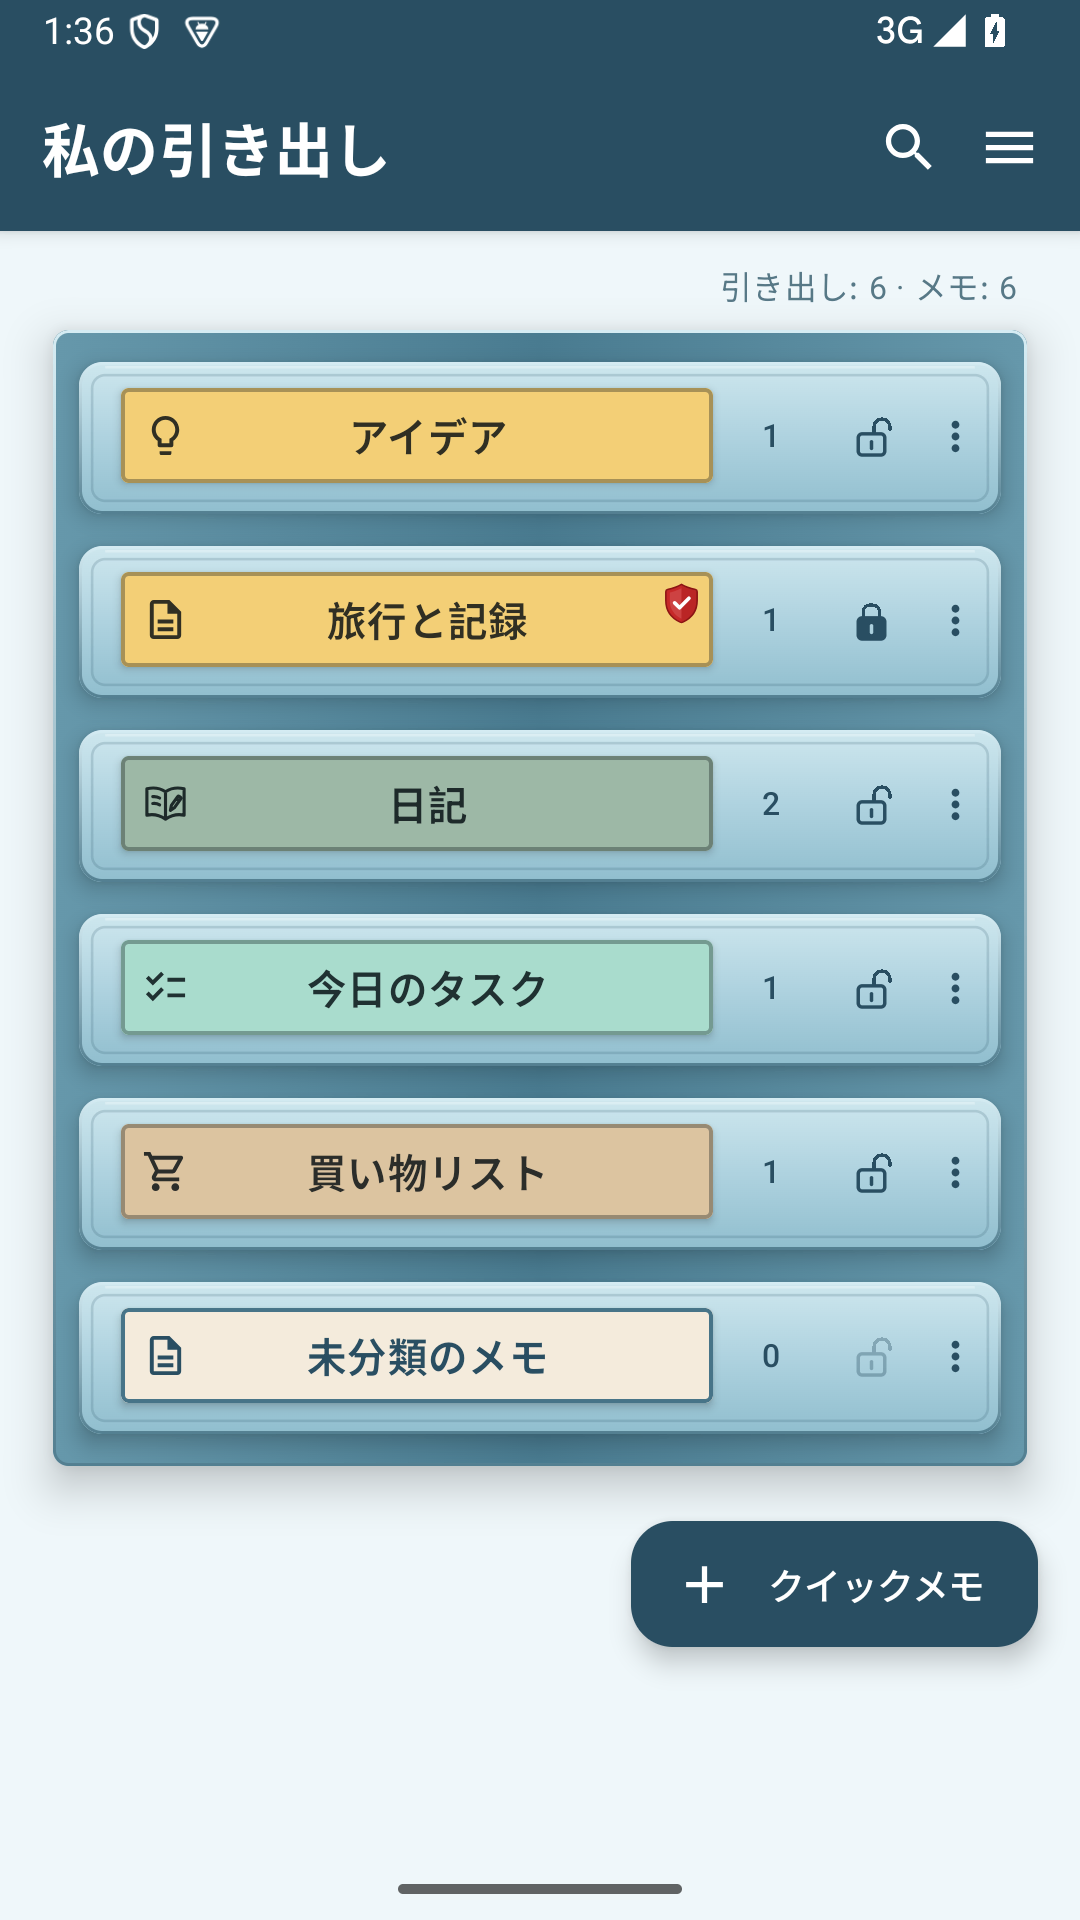 1:36
3G
私の引き出し
引き出し: 6 · メモ: 6
アイデア 1
旅行と記録 1
日記 2
今日のタスク 1
買い物リスト 1
未分類のメモ 0
クイックメモ